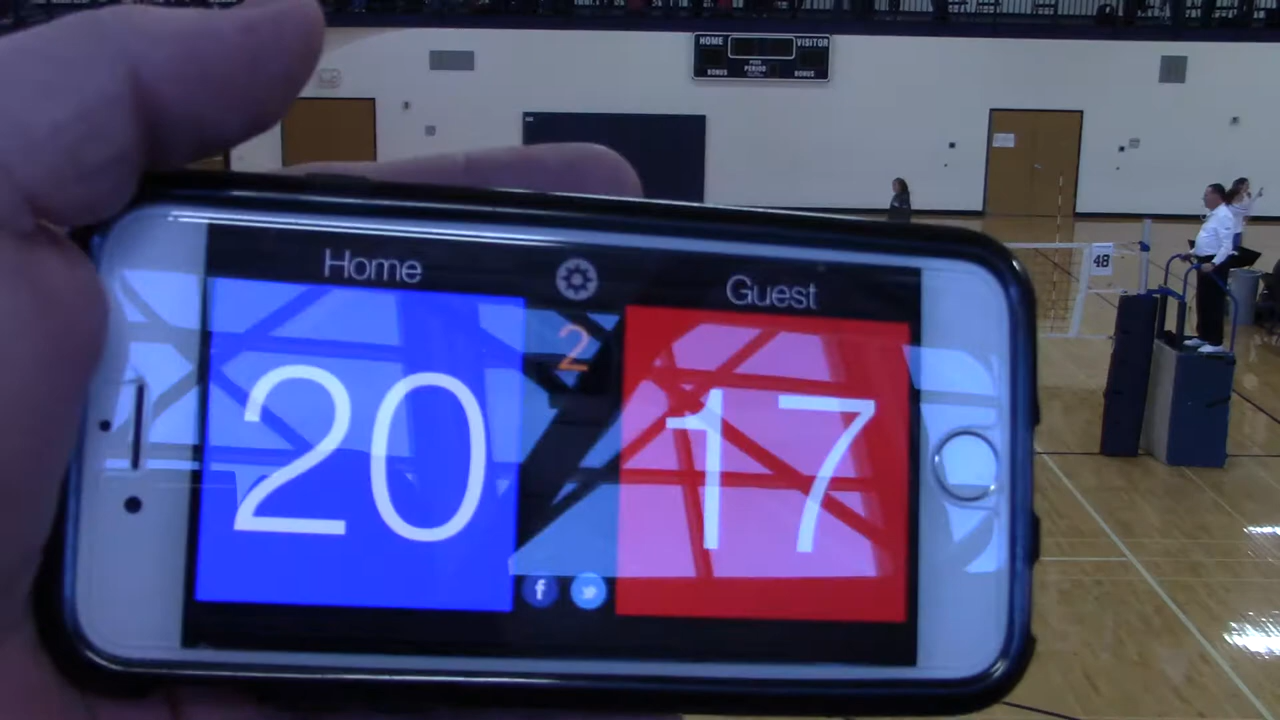 HOME
VISITOR
PERIOD
BONUS
BONUS
48
Home
Guest
2
20
17
f